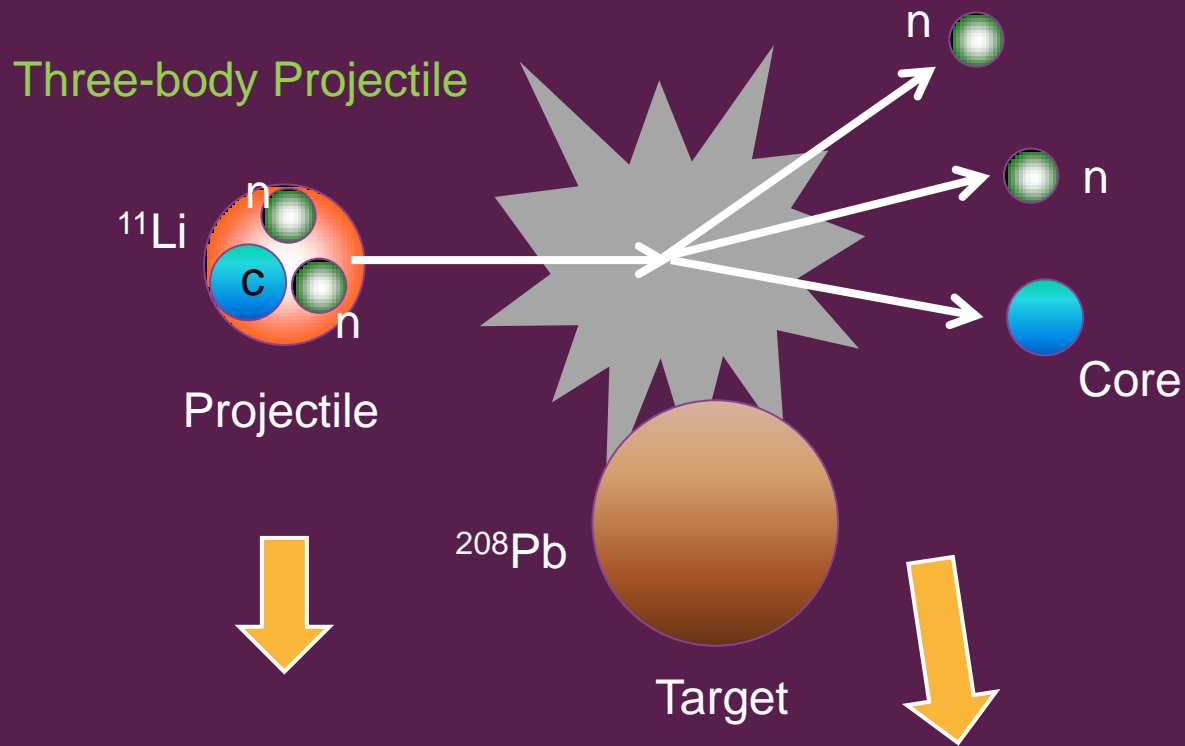 n
Three-body Projectile
n
n
¹¹Li
c
n
Core
Projectile
²⁰⁸Pb
Target